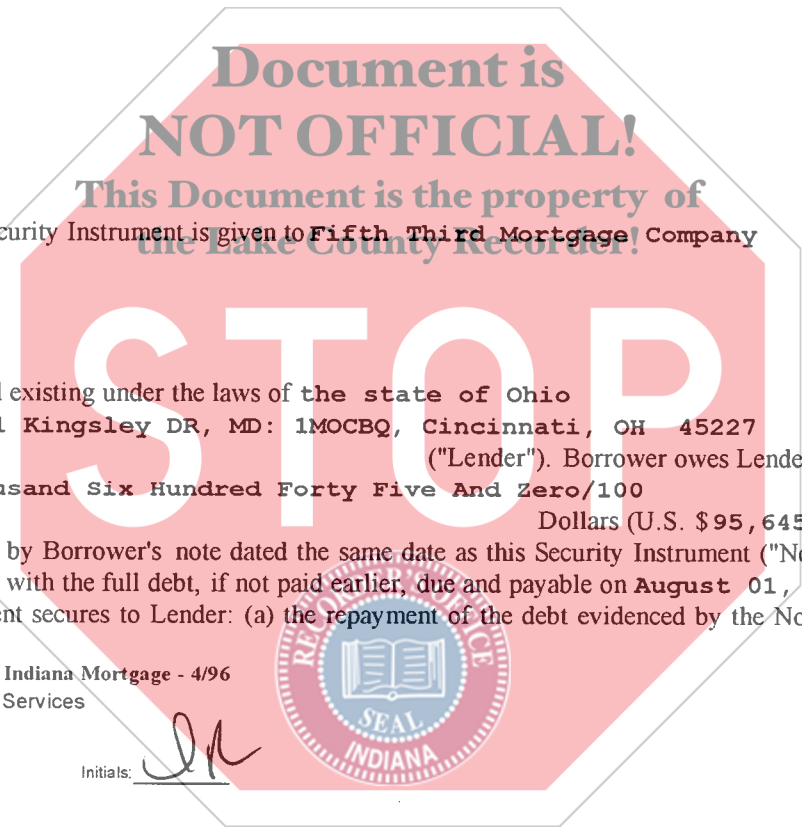 Document is
NOT OFFICIAL!
This Document is the property of
the Lake County Recorder!
curity Instrument is given to Fifth Third Mortgage Company
STOP
l existing under the laws of the state of Ohio
l Kingsley DR, MD: 1MOCBQ, Cincinnati, OH 45227
("Lender"). Borrower owes Lende
usand Six Hundred Forty Five And Zero/100
Dollars (U.S. $95,645
by Borrower's note dated the same date as this Security Instrument ("No
with the full debt, if not paid earlier, due and payable on August 01,
ent secures to Lender: (a) the repayment of the debt evidenced by the No
RECORDER'S OFFICE
SEAL
INDIANA
Indiana Mortgage - 4/96
Services
Initials: